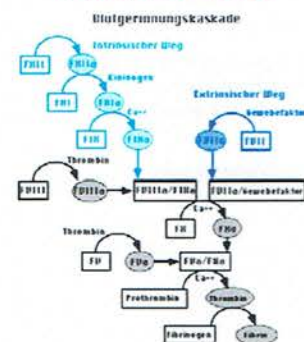 Blutgerinnungskaskade
Intrinsischer Weg
FXII
FXIIa
Kininogen
Extrinsischer Weg
FXI
FXIa
Gewebefaktor
Ca++
FIX
FIXa
FVIIa
FVII
Thrombin
FVIII
FVIIIa
FVIIIa/FIXa
FVIIa/Gewebefaktor
Ca++
FX
FXa
Thrombin
FV
FVa
FVa/FXa
Ca++
Prothrombin
Thrombin
Fibrinogen
Fibrin